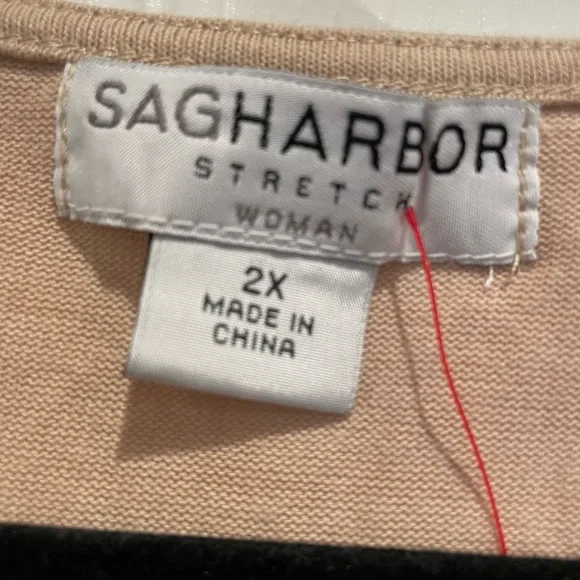 SAGHARBOR
STRETCH
WOMAN
2X
MADE IN
CHINA